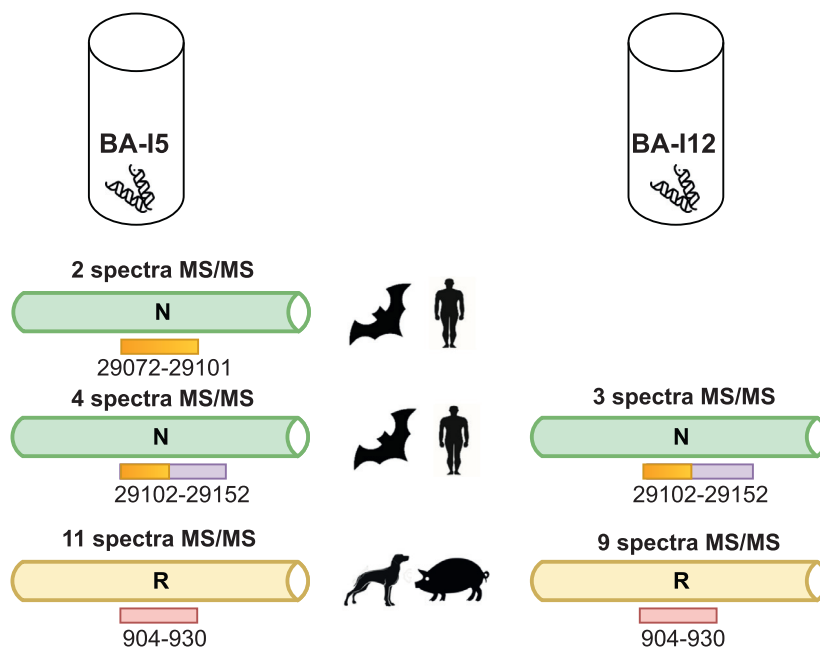 BA-I5
BA-I12
2 spectra MS/MS
N
29072-29101
4 spectra MS/MS
3 spectra MS/MS
N
N
29102-29152
29102-29152
11 spectra MS/MS
9 spectra MS/MS
R
R
904-930
904-930